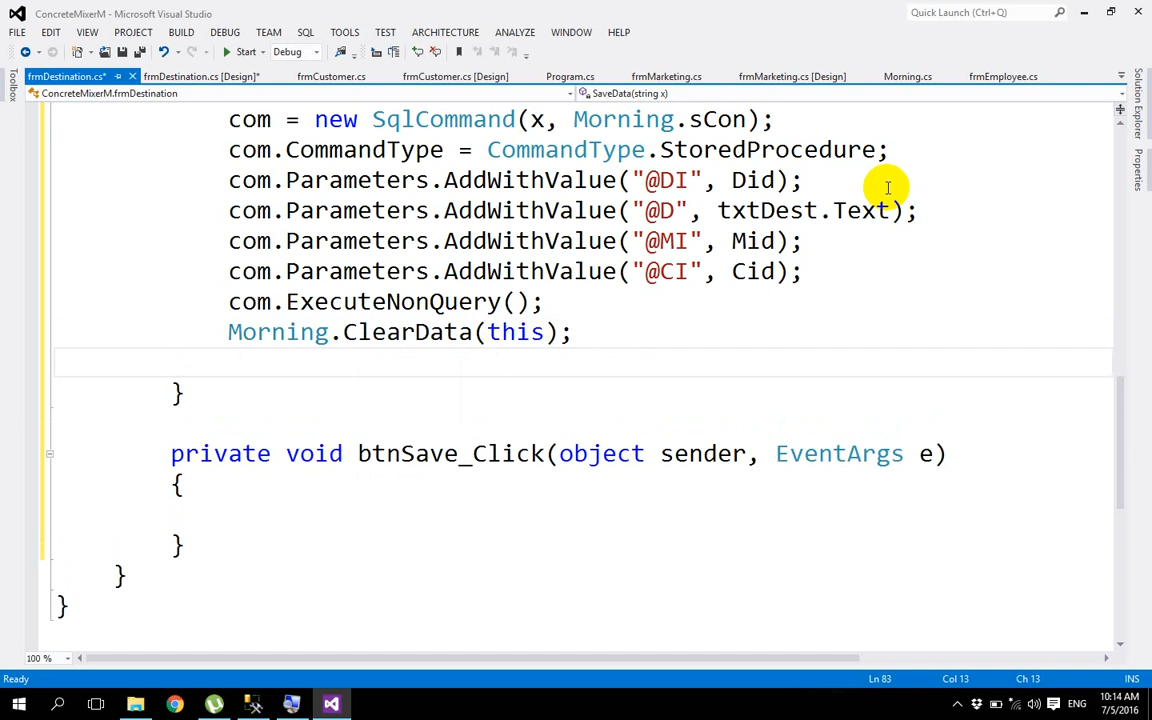 ConcreteMixerM - Microsoft Visual Studio
Quick Launch (Ctrl+Q)
FILE EDIT VIEW PROJECT BUILD DEBUG TEAM SQL TOOLS TEST ARCHITECTURE ANALYZE WINDOW HELP
Start Debug
frmDestination.cs* frmDestination.cs [Design]* frmCustomer.cs frmCustomer.cs [Design] Program.cs frmMarketing.cs frmMarketing.cs [Design] Morning.cs frmEmployee.cs
ConcreteMixerM.frmDestination SaveData(string x)
Toolbox
Solution Explorer
Properties
com = new SqlCommand(x, Morning.sCon);
com.CommandType = CommandType.StoredProcedure;
com.Parameters.AddWithValue("@DI", Did);
com.Parameters.AddWithValue("@D", txtDest.Text);
com.Parameters.AddWithValue("@MI", Mid);
com.Parameters.AddWithValue("@CI", Cid);
com.ExecuteNonQuery();
Morning.ClearData(this);
}
private void btnSave_Click(object sender, EventArgs e)
{
}
}
}
100 %
Ready Ln 83 Col 13 Ch 13 INS
ENG
10:14 AM
7/5/2016